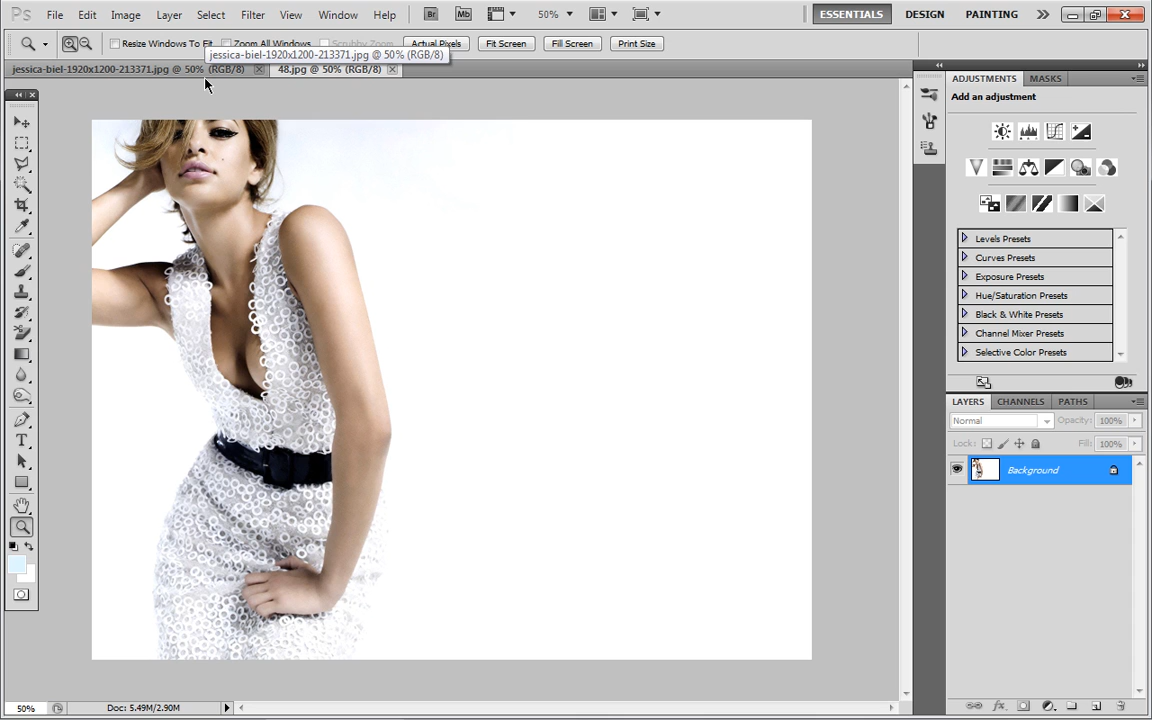 Ps File Edit Image Layer Select Filter View Window Help Br Mb 50% ESSENTIALS DESIGN PAINTING
Resize Windows To Fit Zoom All Windows Scrubby Zoom Actual Pixels Fit Screen Fill Screen Print Size
jessica-biel-1920x1200-213371.jpg @ 50% (RGB/8)
jessica-biel-1920x1200-213371.jpg @ 50% (RGB/8) 48.jpg @ 50% (RGB/8)
ADJUSTMENTS MASKS
Add an adjustment
Levels Presets
Curves Presets
Exposure Presets
Hue/Saturation Presets
Black & White Presets
Channel Mixer Presets
Selective Color Presets
LAYERS CHANNELS PATHS
Normal Opacity: 100%
Lock: Fill: 100%
Background
T
fx
50% Doc: 5.49M/2.90M